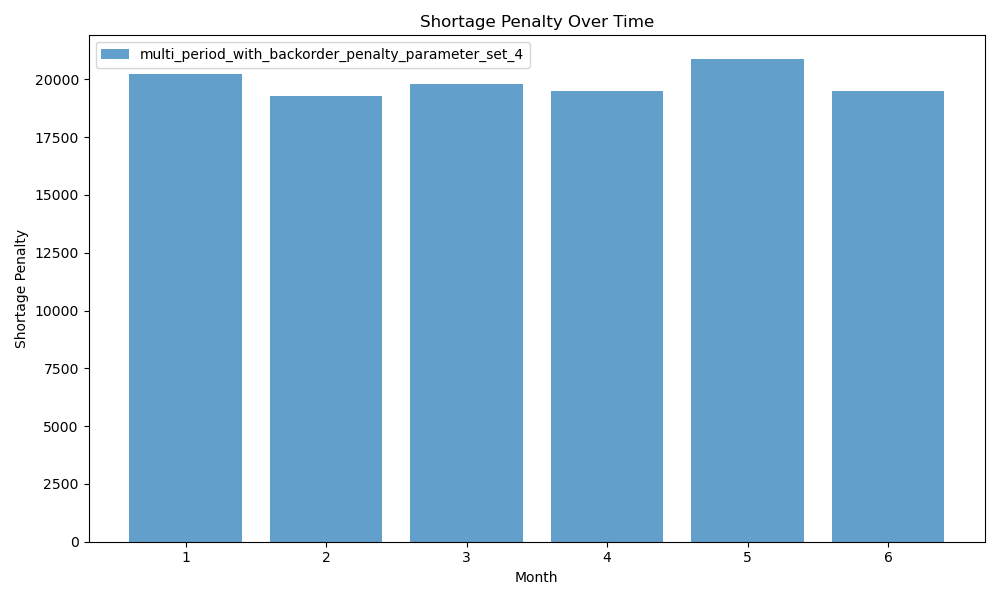 Shortage Penalty Over Time
multi_period_with_backorder_penalty_parameter_set_4
Shortage Penalty
20000
17500
15000
12500
10000
7500
5000
2500
0
1 2 3 4 5 6
Month